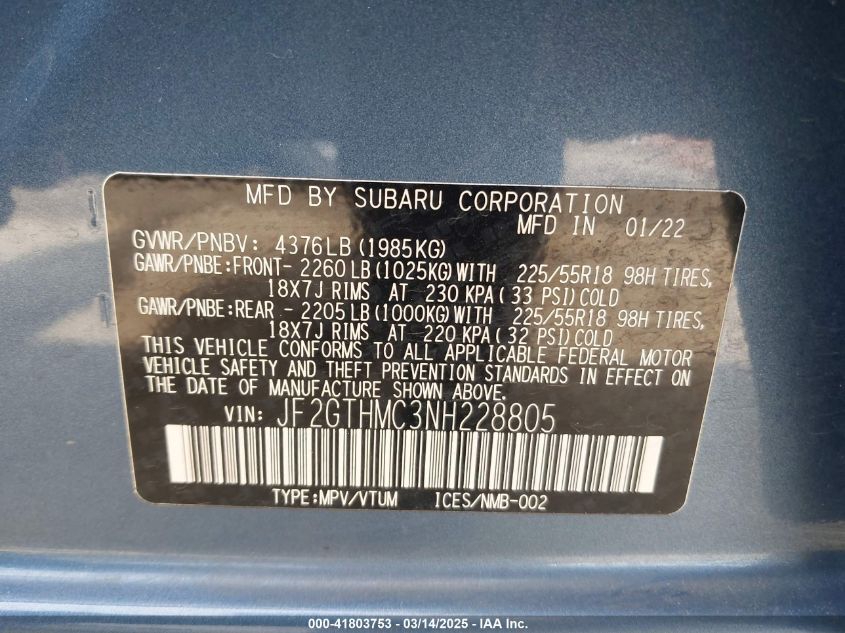 MFD BY SUBARU CORPORATION
MFD IN 01/22
GVWR/PNBV: 4376LB (1985KG)
GAWR/PNBE:FRONT- 2260 LB (1025KG) WITH 225/55R18 98H TIRES,
18X7J RIMS AT 230 KPA ( 33 PSI) COLD
GAWR/PNBE:REAR - 2205 LB (1000KG) WITH 225/55R18 98H TIRES,
18X7J RIMS AT 220 KPA ( 32 PSI) COLD
THIS VEHICLE CONFORMS TO ALL APPLICABLE FEDERAL MOTOR
VEHICLE SAFETY AND THEFT PREVENTION STANDARDS IN EFFECT ON
THE DATE OF MANUFACTURE SHOWN ABOVE.
VIN: JF2GTHMC3NH228805
TYPE:MPV/VTUM ICES/NMB-002
000-41803753 - 03/14/2025 - IAA Inc.